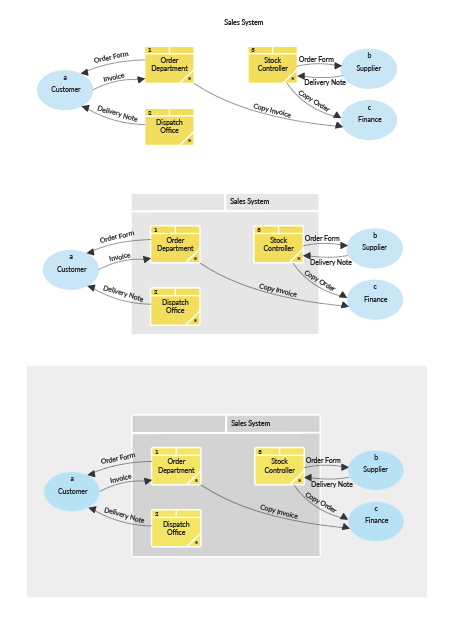 Sales System
Order Form
1
Order
Department
*
a
Customer
Invoice
Delivery Note
2
Dispatch
Office
*
6
Stock
Controller
*
Order Form
b
Supplier
Delivery Note
Copy Order
Copy Invoice
c
Finance
Sales System
Order Form
1
Order
Department
*
a
Customer
Invoice
Delivery Note
2
Dispatch
Office
*
6
Stock
Controller
*
Order Form
b
Supplier
Delivery Note
Copy Order
Copy Invoice
c
Finance
Sales System
Order Form
1
Order
Department
*
a
Customer
Invoice
Delivery Note
2
Dispatch
Office
*
6
Stock
Controller
*
Order Form
b
Supplier
Delivery Note
Copy Order
Copy Invoice
c
Finance